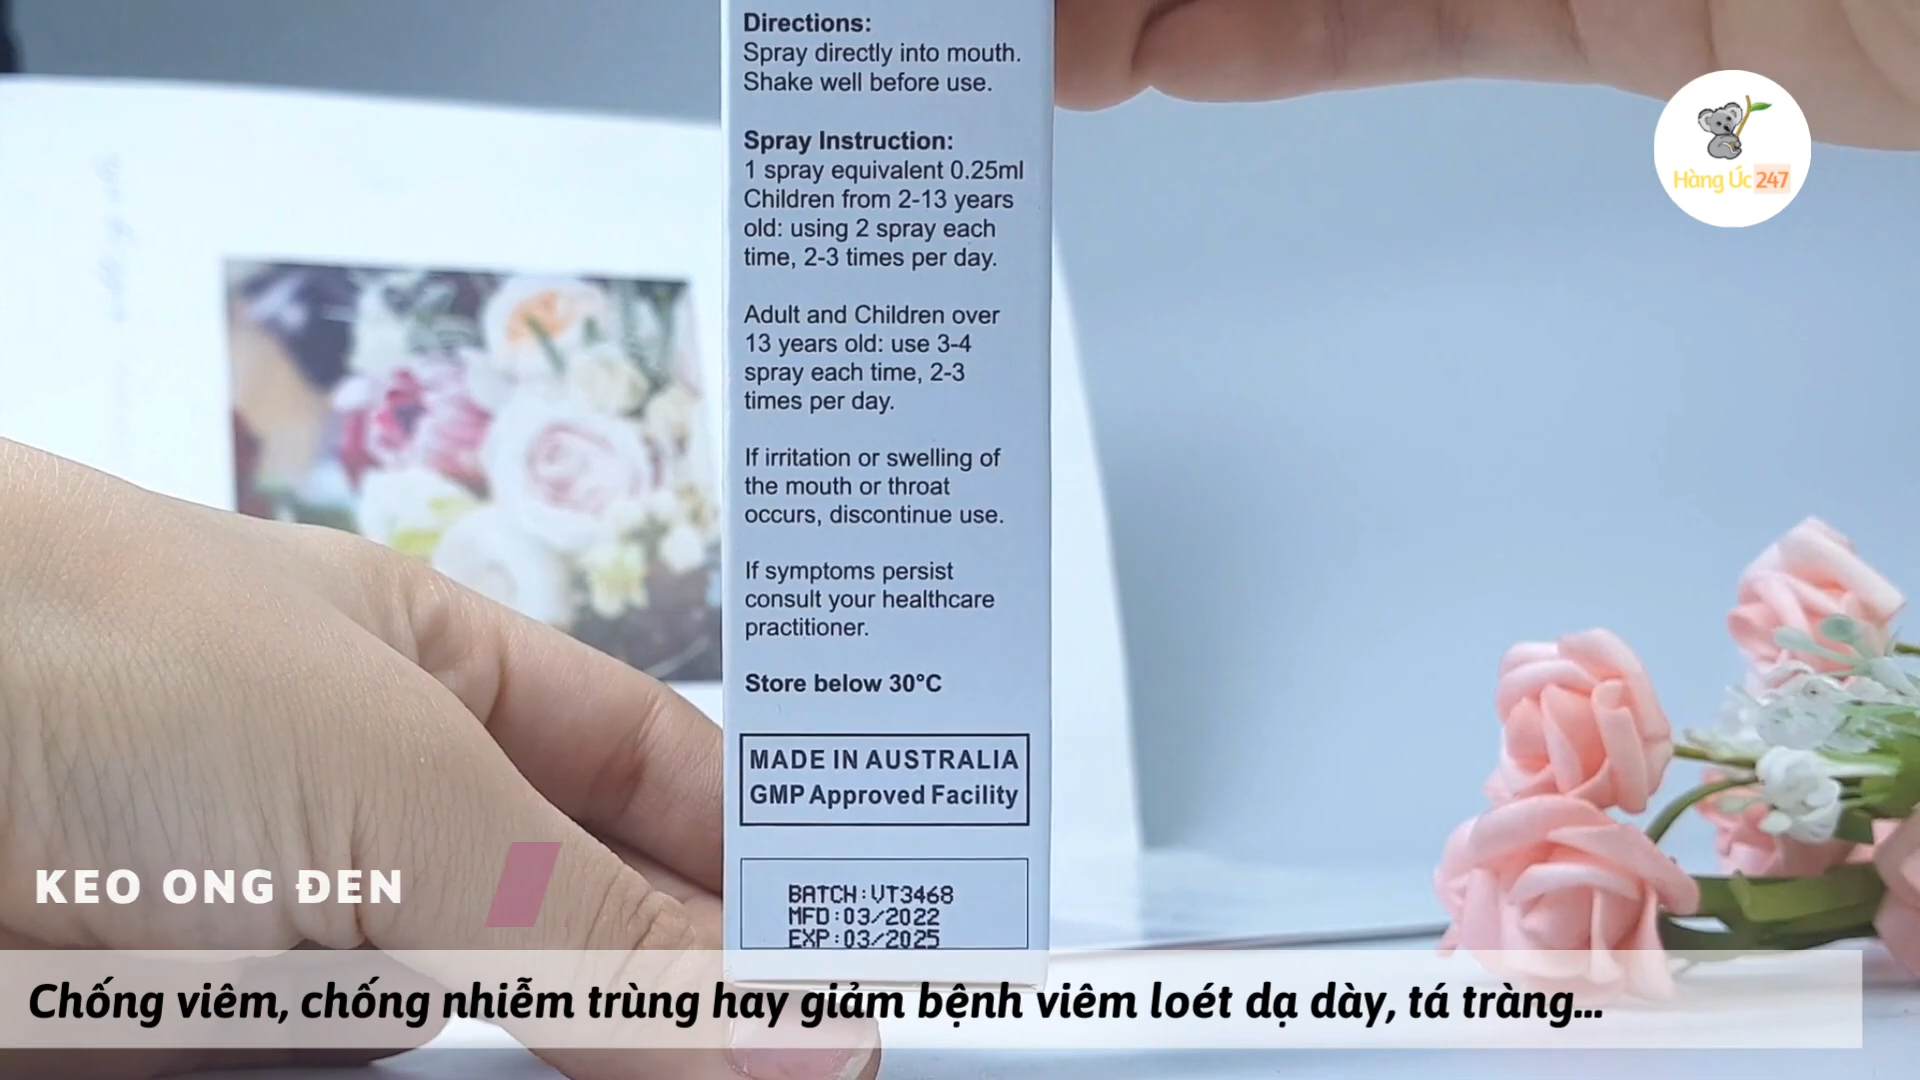 Directions:
Spray directly into mouth.
Shake well before use.
Spray Instruction:
1 spray equivalent 0.25ml
Children from 2-13 years
old: using 2 spray each
time, 2-3 times per day.
Adult and Children over
13 years old: use 3-4
spray each time, 2-3
times per day.
If irritation or swelling of
the mouth or throat
occurs, discontinue use.
If symptoms persist
consult your healthcare
practitioner.
Store below 30°C
MADE IN AUSTRALIA
GMP Approved Facility
BATCH:VT3468
MFD:03/2022
EXP:03/2025
Hàng Úc 247
KEO ONG ĐEN
Chống viêm, chống nhiễm trùng hay giảm bệnh viêm loét dạ dày, tá tràng...